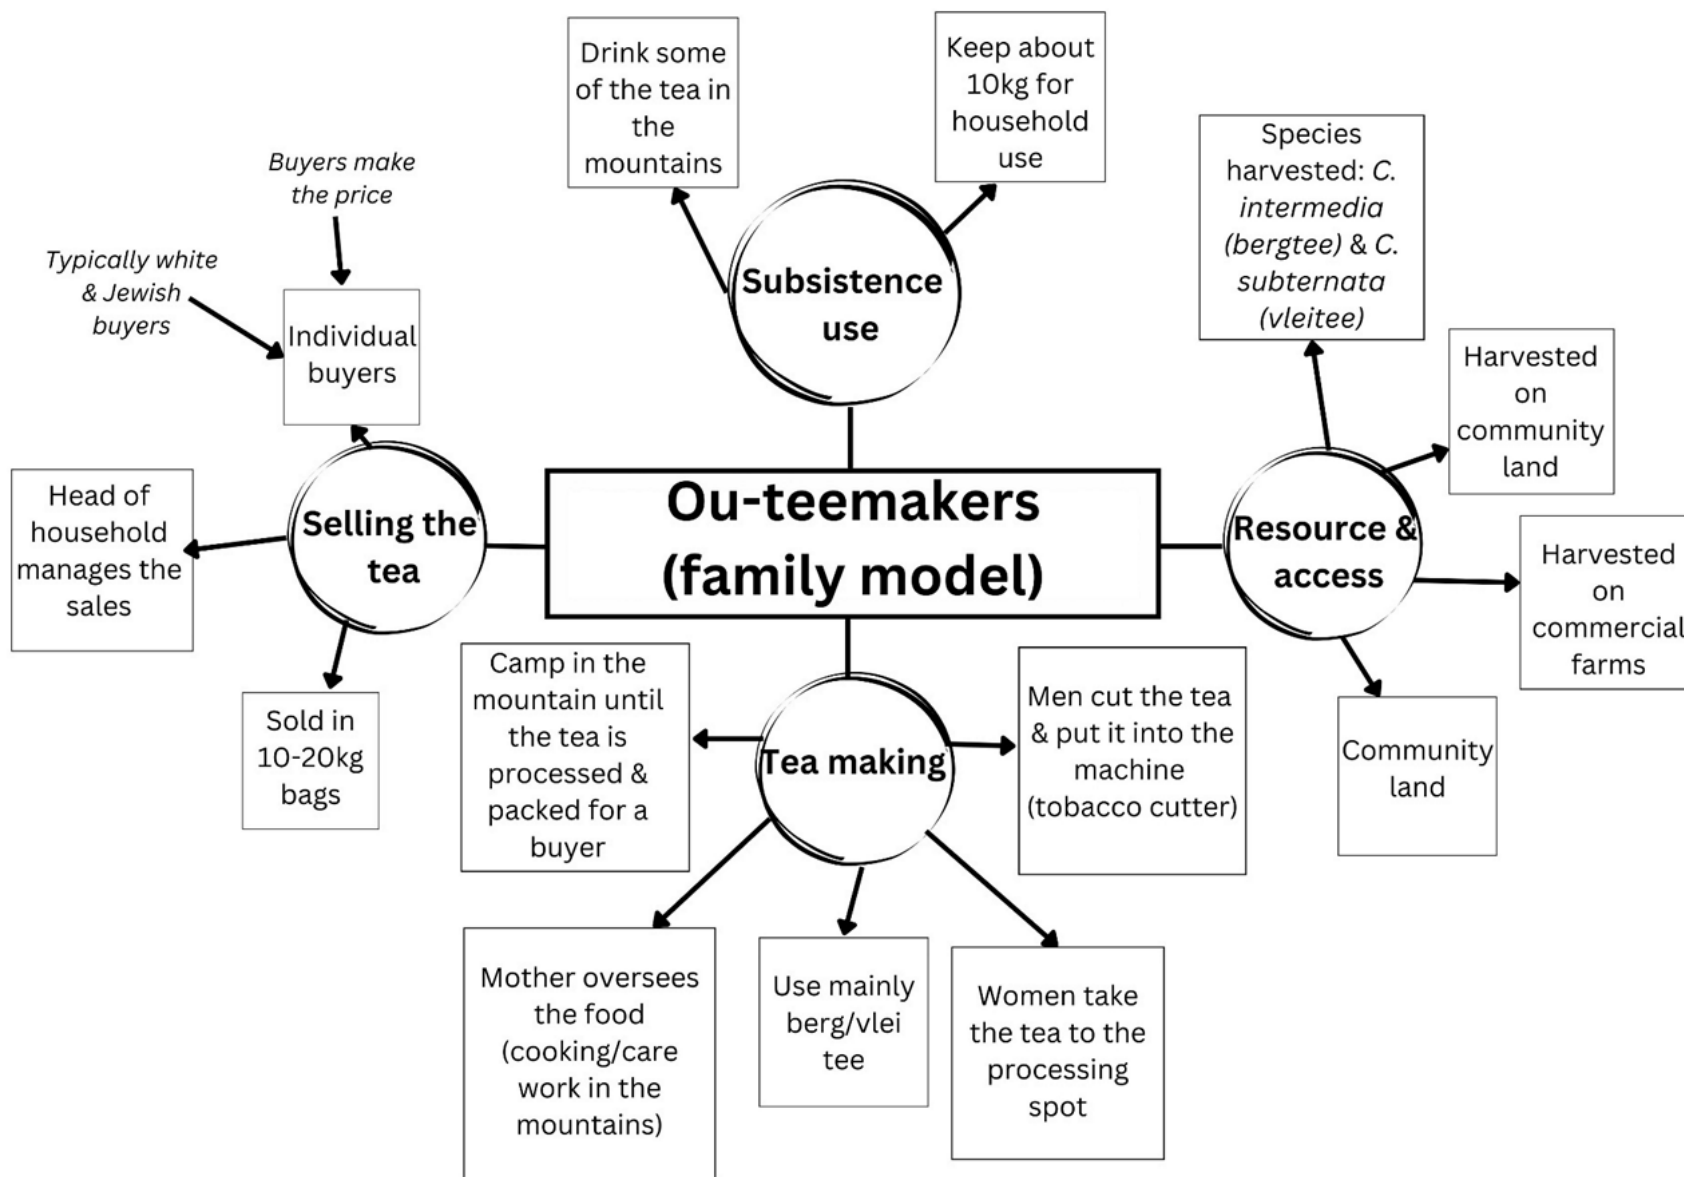 Drink some
of the tea in
the
mountains
Keep about
10kg for
household
use
Species
harvested: C.
intermedia
(bergtee) & C.
subternata
(vleitee)
Buyers make
the price
Typically white
& Jewish
buyers
Individual
buyers
Subsistence
use
Harvested
on
community
land
Head of
household
manages the
sales
Selling the
tea
Ou-teemakers
(family model)
Resource &
access
Harvested
on
commercial
farms
Sold in
10-20kg
bags
Camp in the
mountain until
the tea is
processed &
packed for a
buyer
Tea making
Men cut the tea
& put it into the
machine
(tobacco cutter)
Community
land
Mother oversees
the food
(cooking/care
work in the
mountains)
Use mainly
berg/vlei
tee
Women take
the tea to the
processing
spot